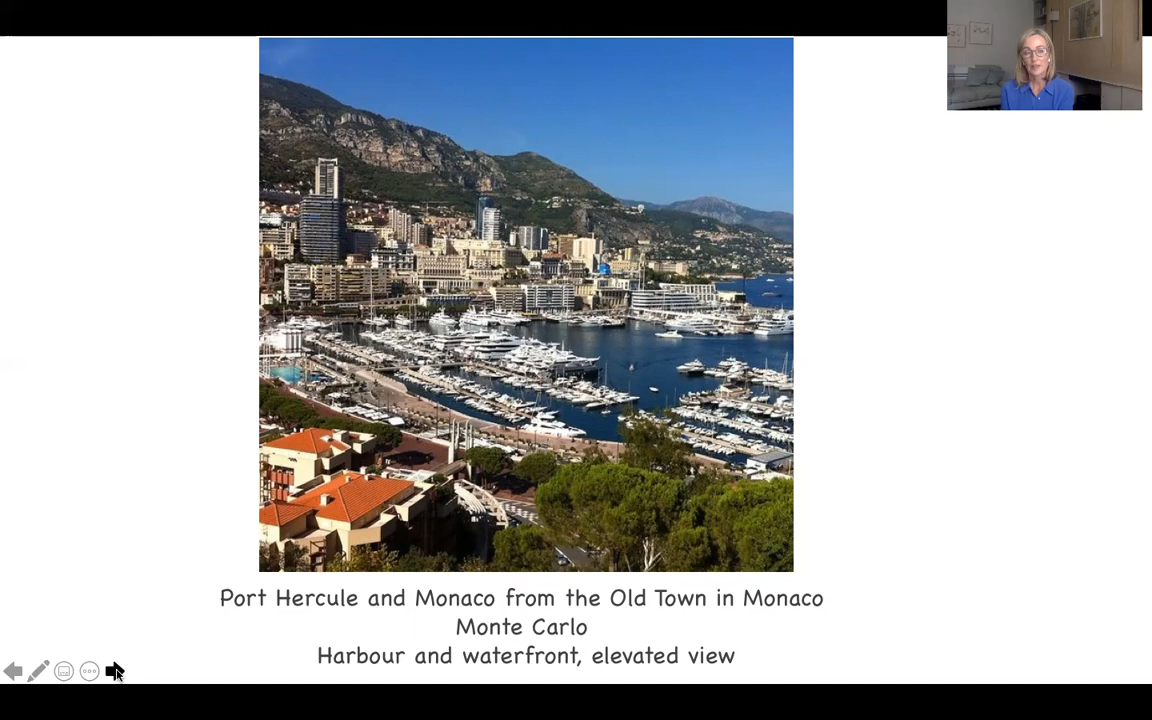 Port Hercule and Monaco from the Old Town in Monaco
Monte Carlo
Harbour and waterfront, elevated view